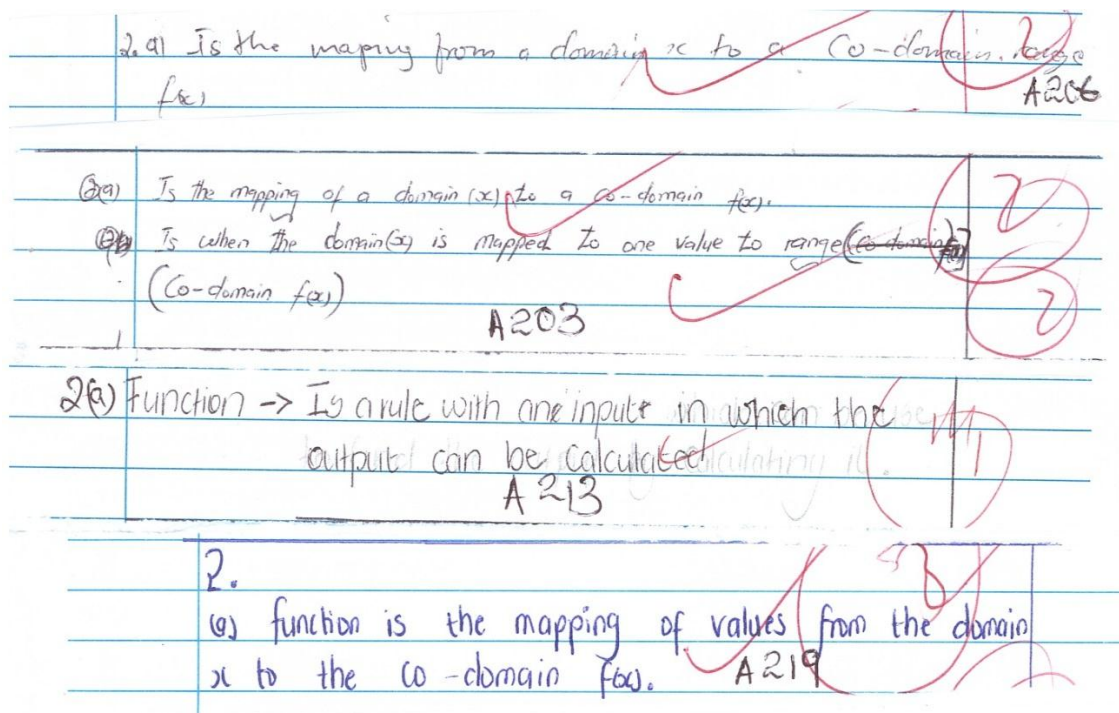 2. a) Is the maping from a domain x to a co-domain. range
f(x)
A206
2
Q2a) Is the mapping of a domain (x) to a co-domain f(x).
Is when the domain(x) is mapped to one value to range
(Co-domain f(x))
A203
2
2
2(a) Function → Is a rule with one input in which the
output can be calculated
A213
2.
(a) function is the mapping of values from the domain
x to the co-domain f(x).
A219